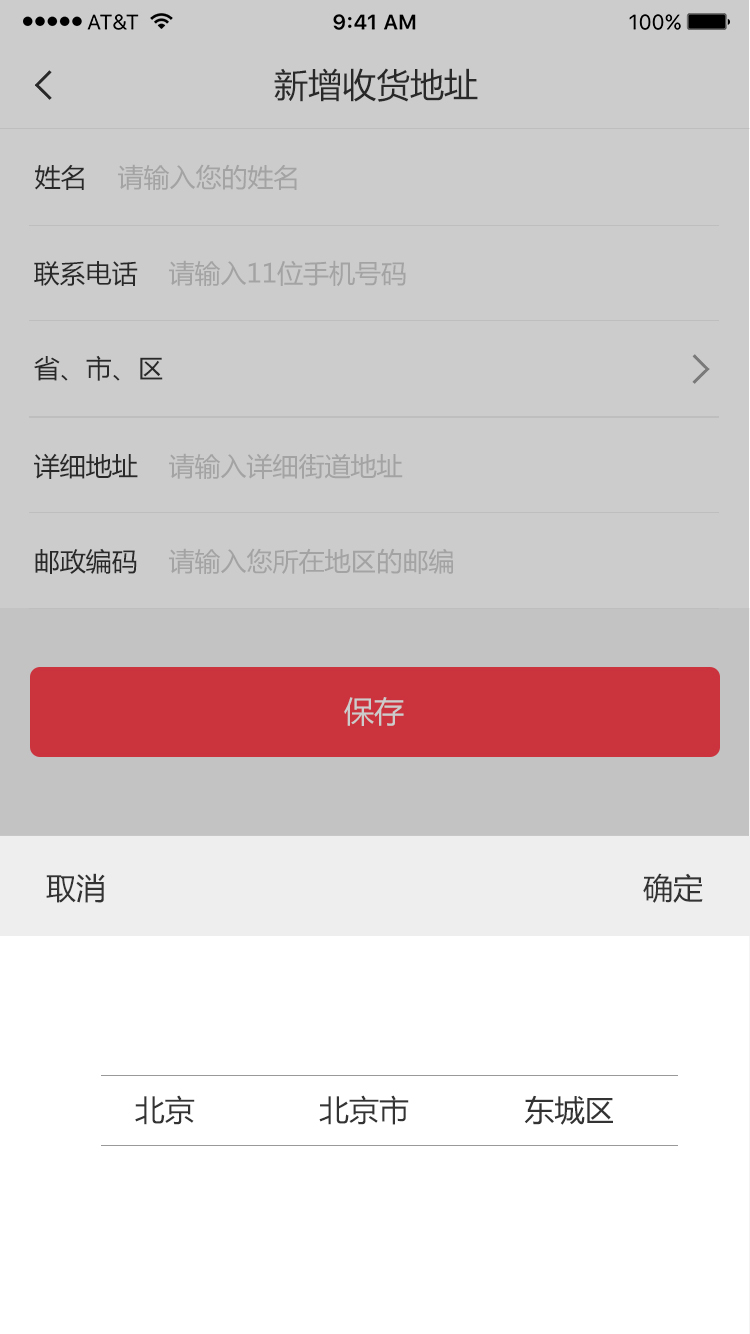 AT&T 9:41 AM 100%
新增收货地址
姓名 请输入您的姓名
联系电话 请输入11位手机号码
省、市、区
详细地址 请输入详细街道地址
邮政编码 请输入您所在地区的邮编
保存
取消 确定
北京 北京市 东城区